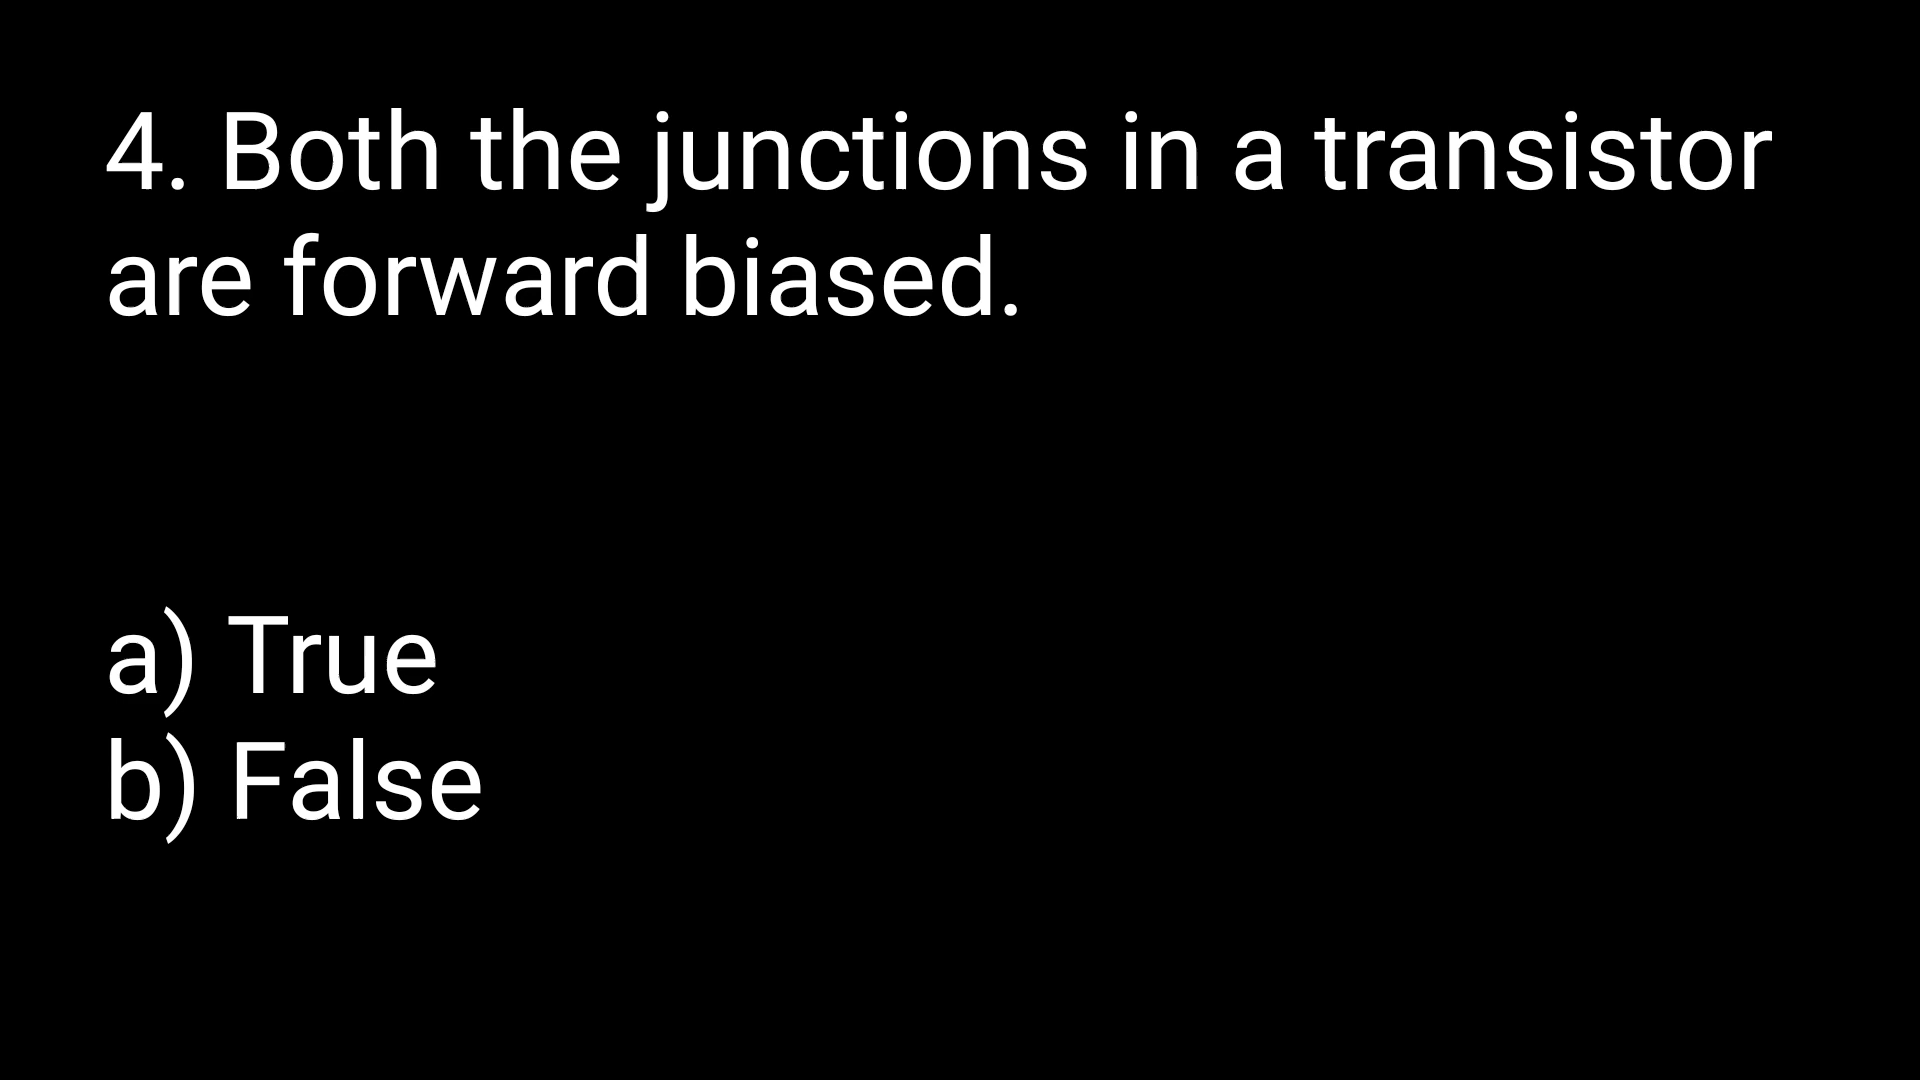 4. Both the junctions in a transistor
are forward biased.
a) True
b) False